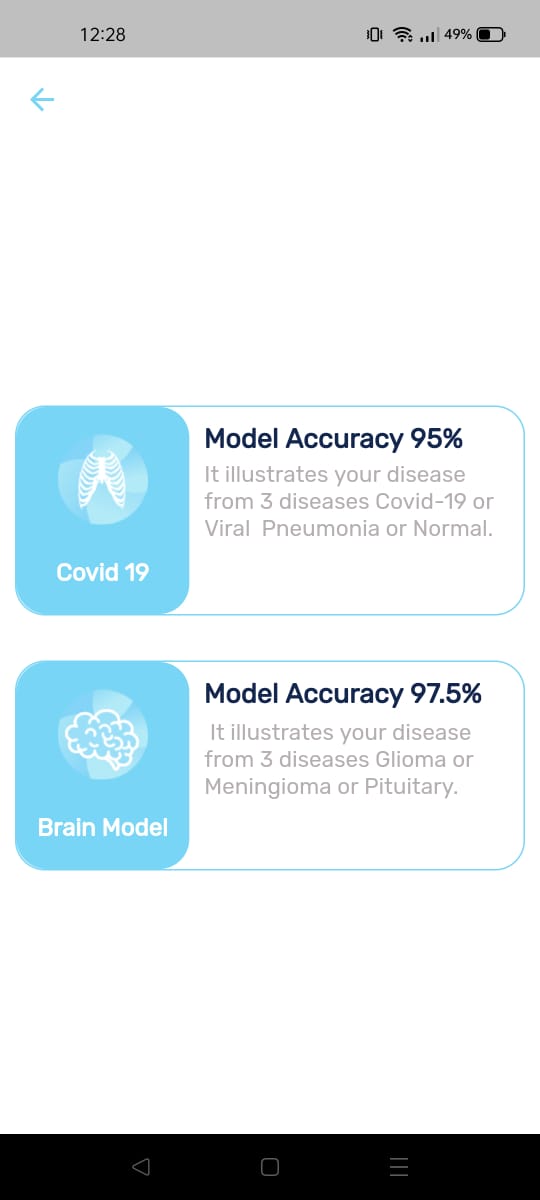 12:28
49%
Model Accuracy 95%
It illustrates your disease
from 3 diseases Covid-19 or
Viral  Pneumonia or Normal.
Covid 19
Model Accuracy 97.5%
It illustrates your disease
from 3 diseases Glioma or
Meningioma or Pituitary.
Brain Model